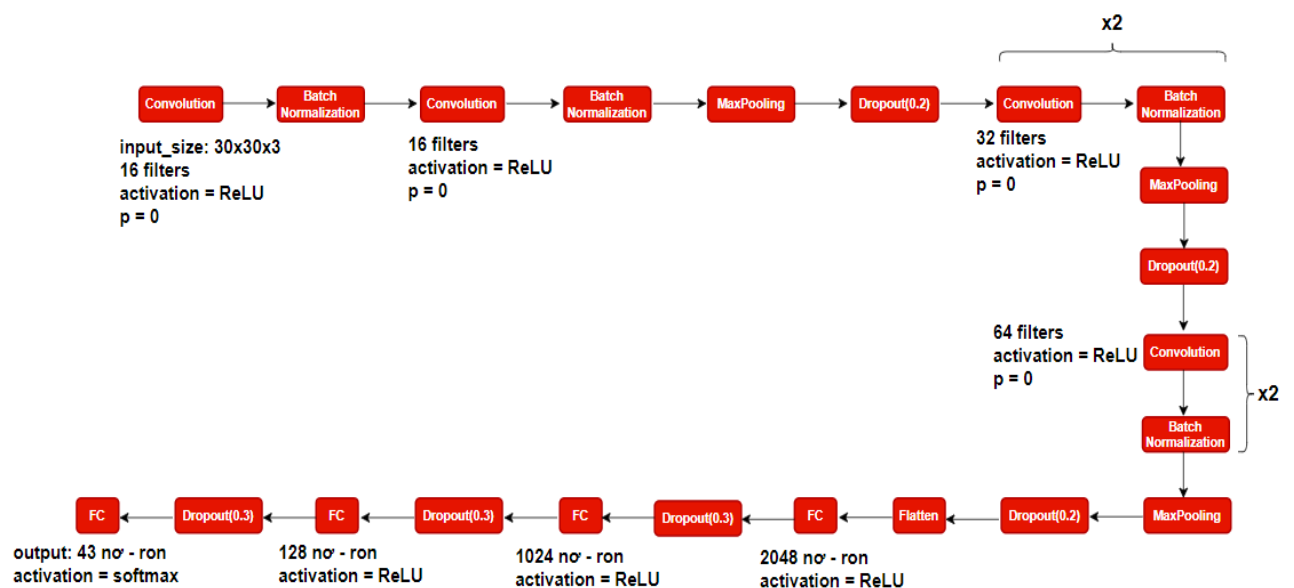 x2
Convolution
Batch
Normalization
Convolution
Batch
Normalization
MaxPooling
Dropout(0.2)
Convolution
Batch
Normalization
input_size: 30x30x3
16 filters
activation = ReLU
p = 0
16 filters
activation = ReLU
p = 0
32 filters
activation = ReLU
p = 0
MaxPooling
Dropout(0.2)
64 filters
activation = ReLU
p = 0
Convolution
x2
Batch
Normalization
MaxPooling
Dropout(0.2)
Flatten
FC
2048 nơ - ron
activation = ReLU
Dropout(0.3)
FC
1024 nơ - ron
activation = ReLU
Dropout(0.3)
FC
128 nơ - ron
activation = ReLU
Dropout(0.3)
FC
output: 43 nơ - ron
activation = softmax